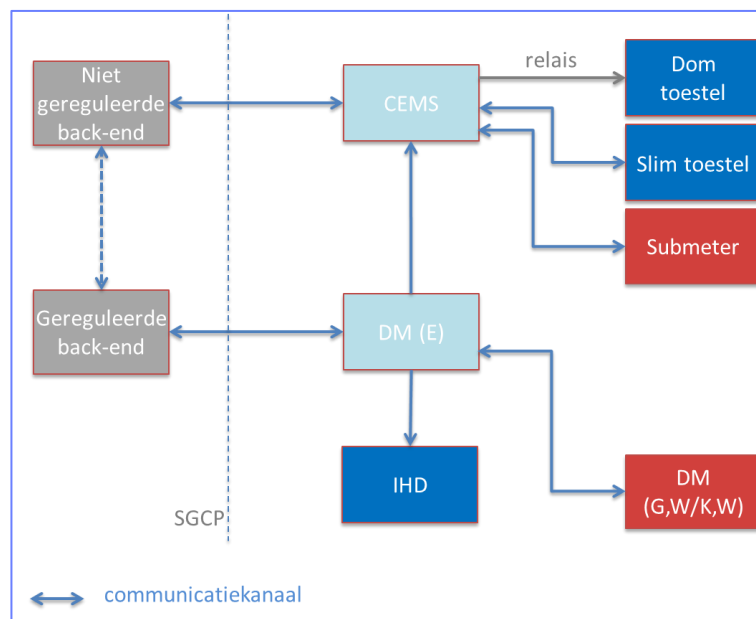 Niet
gereguleerde
back-end
CEMS
relais
Dom
toestel
Slim toestel
Submeter
Gereguleerde
back-end
DM (E)
IHD
DM
(G,W/K,W)
SGCP
communicatiekanaal